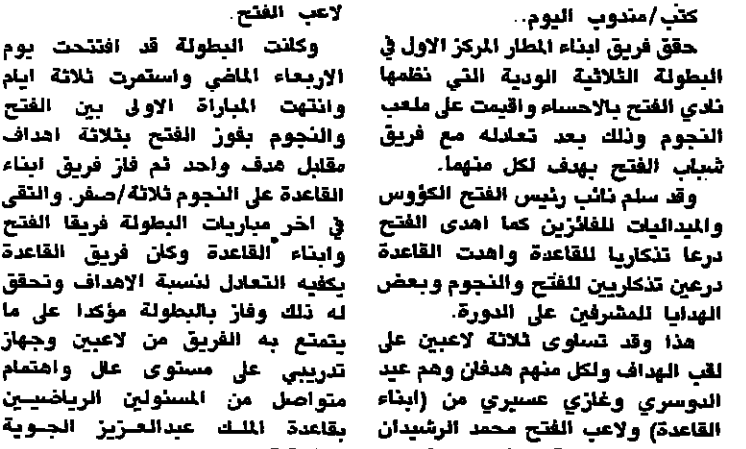 كتب/مندوب اليوم..
حقق فريق ابناء المطار المركز الاول في
البطولة الثلاثية الودية التي نظمها
نادي الفتح بالاحساء واقيمت على ملعب
النجوم وذلك بعد تعادله مع فريق
شباب الفتح بهدف لكل منهما.
وقد سلم نائب رئيس الفتح الكؤوس
والميداليات للفائزين كما اهدى الفتح
درعا تذكاريا للقاعدة واهدت القاعدة
درعين تذكاريين للفتح والنجوم وبعض
الهدايا للمشرفين على الدورة.
هذا وقد تساوى ثلاثة لاعبين على
لقب الهداف ولكل منهم هدفان وهم عيد
الدوسري وغازي عسيري من (ابناء
القاعدة) ولاعب الفتح محمد الرشيدان
لاعب الفتح.
وكانت البطولة قد افتتحت يوم
الاربعاء الماضي واستمرت ثلاثة ايام
وانتهت المباراة الاولى بين الفتح
والنجوم بفوز الفتح بثلاثة اهداف
مقابل هدف واحد ثم فاز فريق ابناء
القاعدة على النجوم ثلاثة/صفر. والتقى
في اخر مباريات البطولة فريقا الفتح
وابناء القاعدة وكان فريق القاعدة
يكفيه التعادل لنسبة الاهداف وتحقق
له ذلك وفاز بالبطولة مؤكدا على ما
يتمتع به الفريق من لاعبين وجهاز
تدريبي على مستوى عال واهتمام
متواصل من المسئولين الرياضيين
بقاعدة الملك عبدالعزيز الجوية